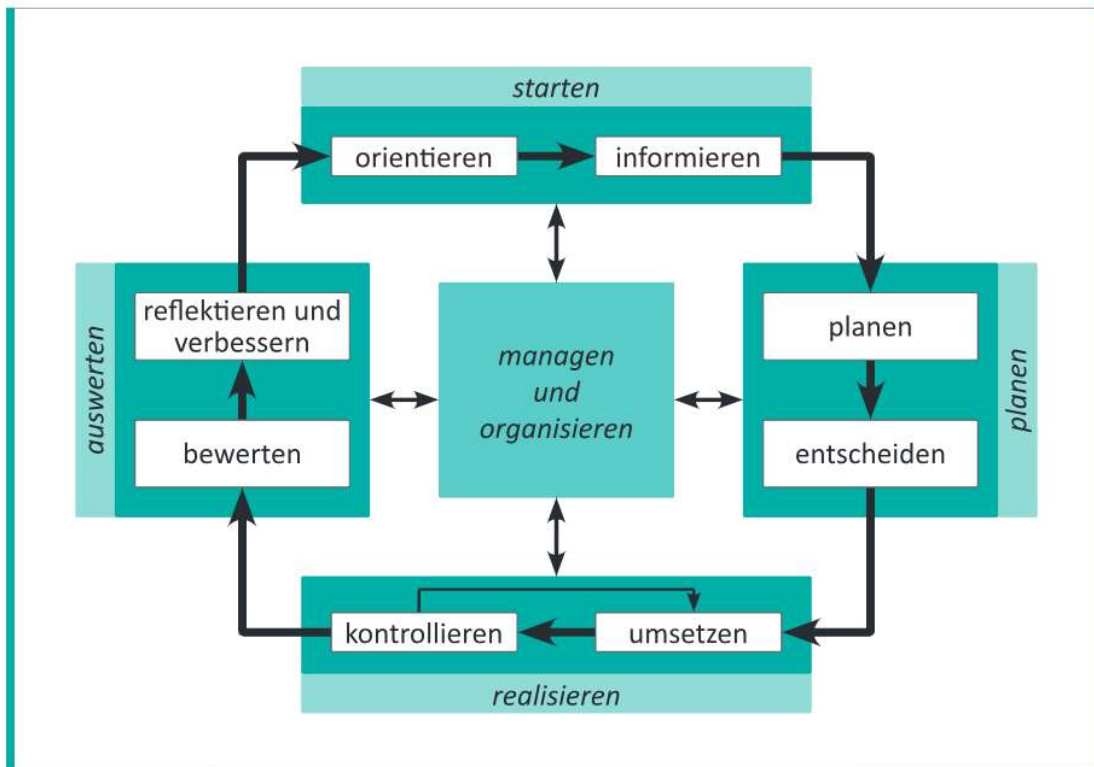 starten
orientieren
informieren
reflektieren und
verbessern
bewerten
auswerten
managen
und
organisieren
planen
entscheiden
planen
kontrollieren
umsetzen
realisieren